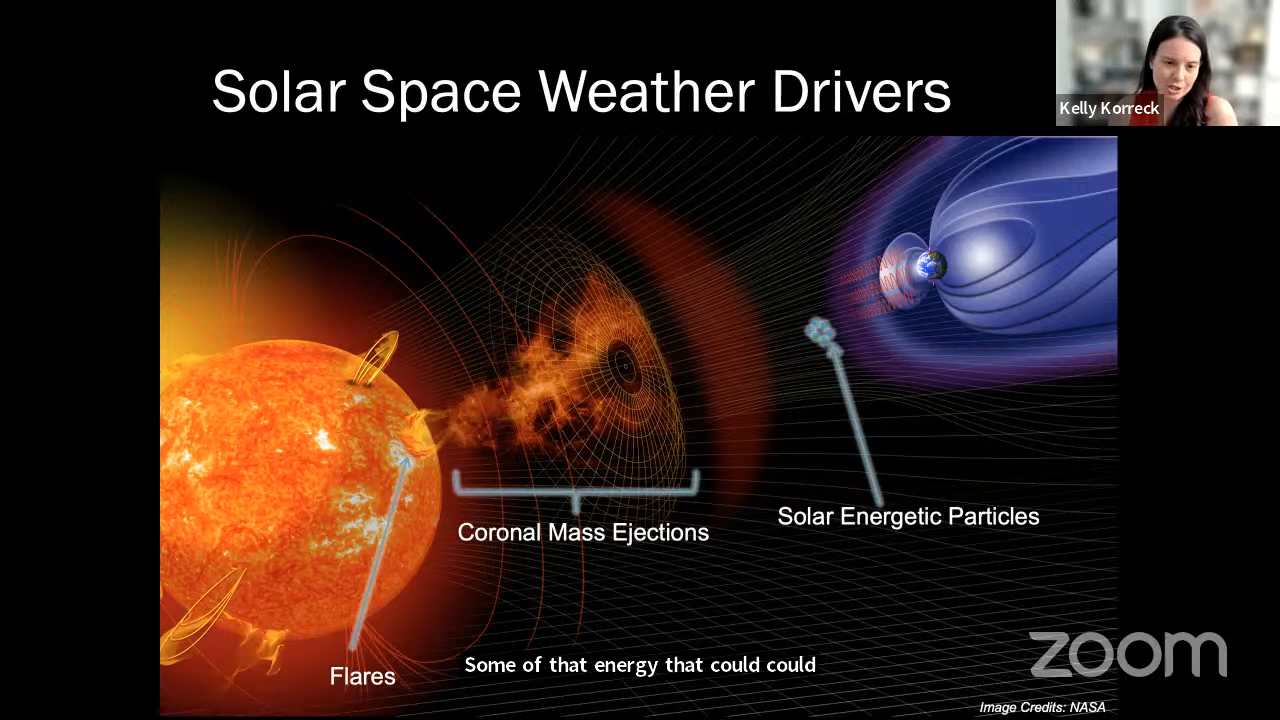 Solar Space Weather Drivers
Kelly Korreck
Coronal Mass Ejections
Solar Energetic Particles
Flares
Some of that energy that could could
zoom
Image Credits: NASA